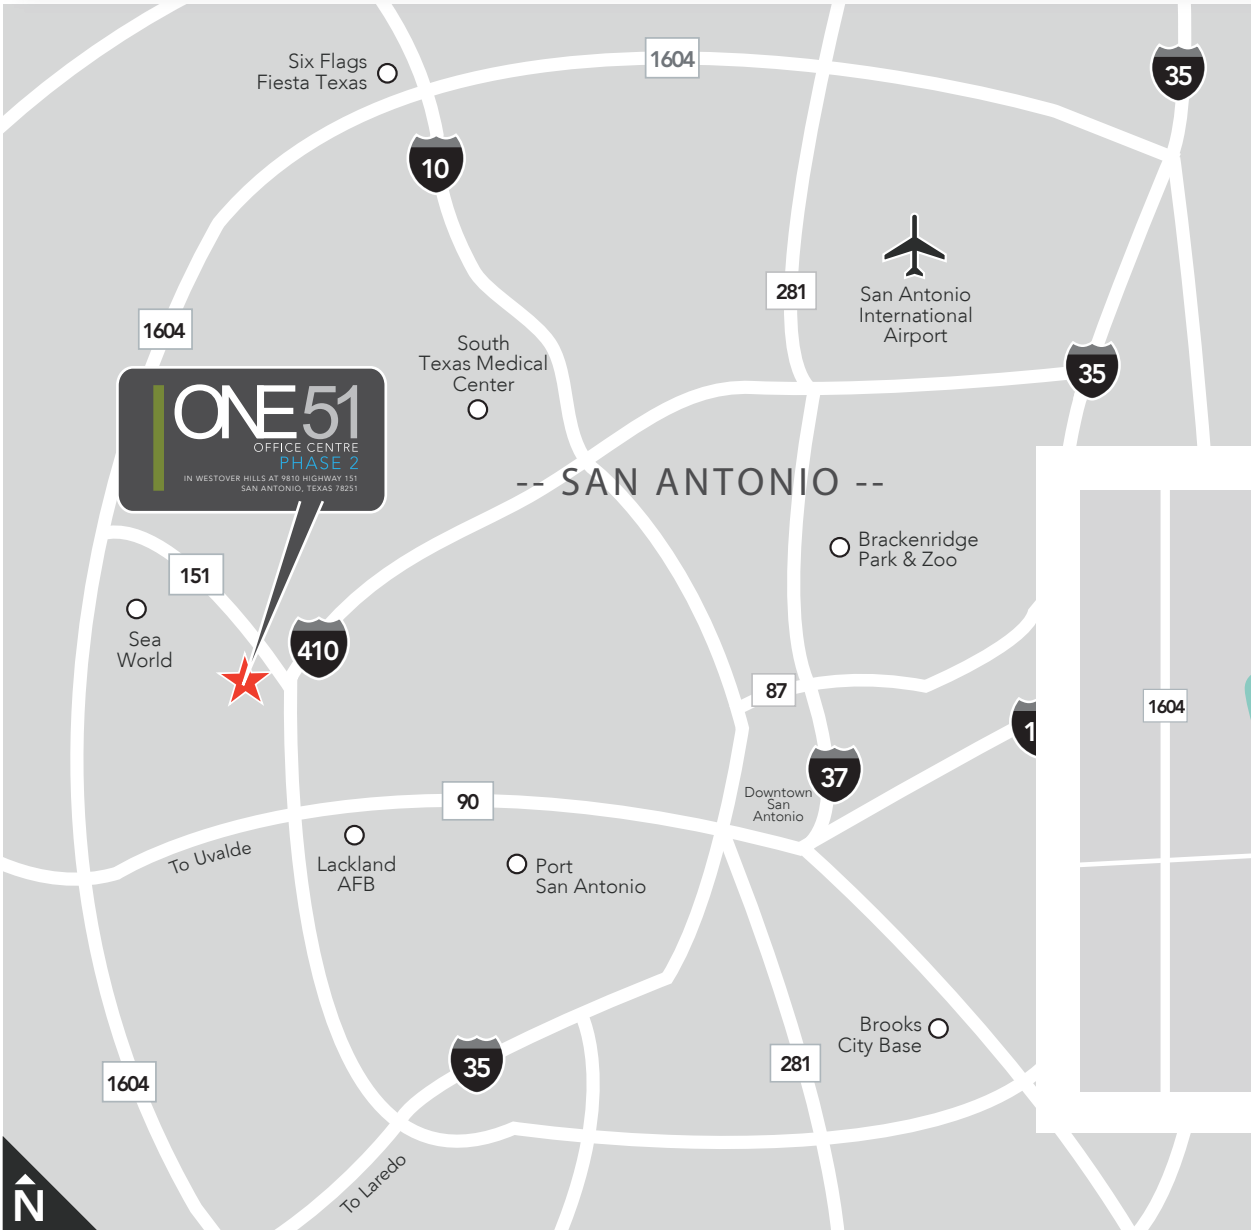 Six Flags
Fiesta Texas
1604
35
10
281
San Antonio
International
Airport
1604
South
Texas Medical
Center
35
ONE51
OFFICE CENTRE
PHASE 2
IN WESTOVER HILLS AT 9810 HIGHWAY 151
SAN ANTONIO, TEXAS 78251
-- SAN ANTONIO --
Brackenridge
Park & Zoo
151
Sea
World
410
87
1604
1
37
Downtown
San
Antonio
90
To Uvalde
Lackland
AFB
Port
San Antonio
Brooks
City Base
35
281
1604
To Laredo
N